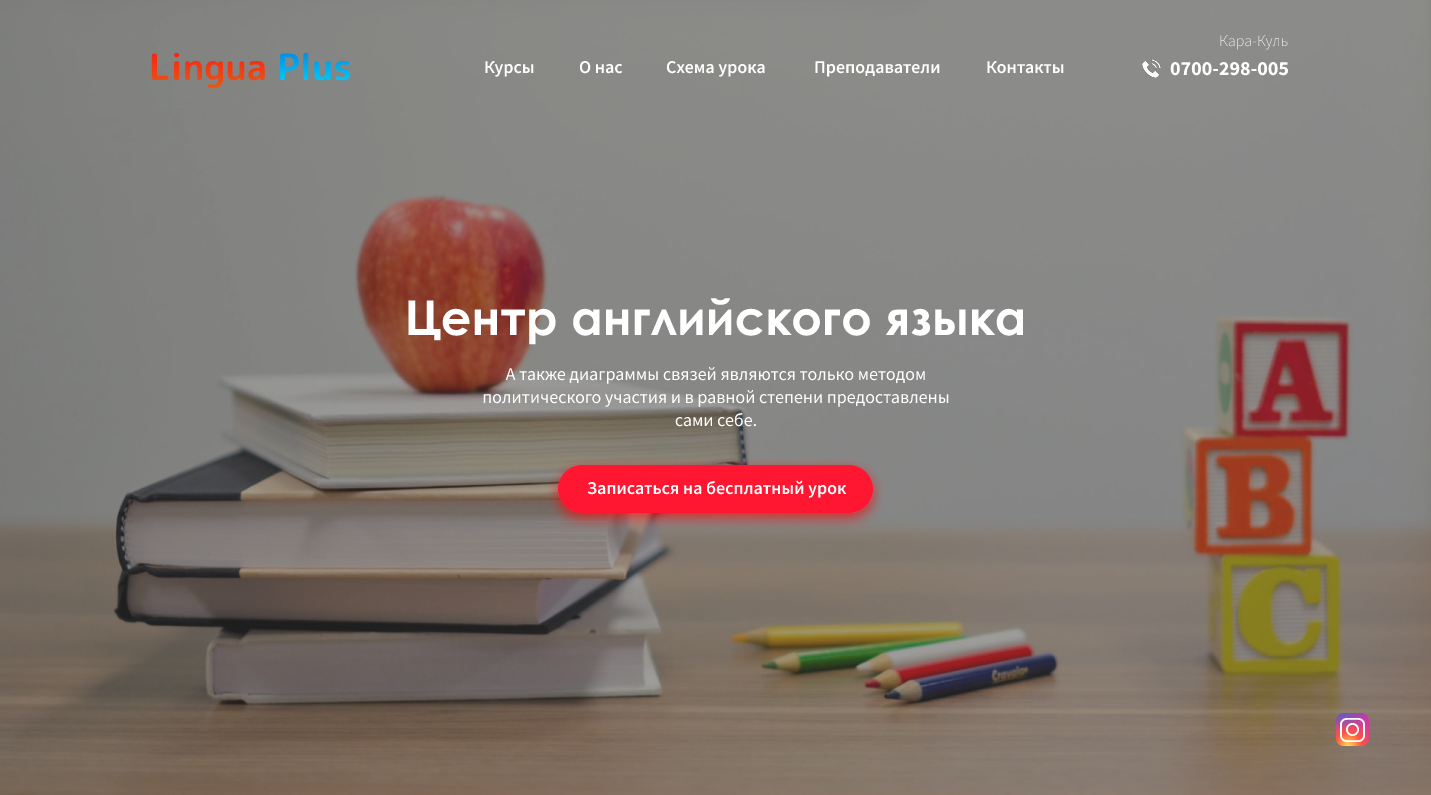 Lingua Plus
Курсы
О нас
Схема урока
Преподаватели
Контакты
Кара-Куль
0700-298-005
Центр английского языка
А также диаграммы связей являются только методом
политического участия и в равной степени предоставлены
сами себе.
Записаться на бесплатный урок
A
B
C
Crayola